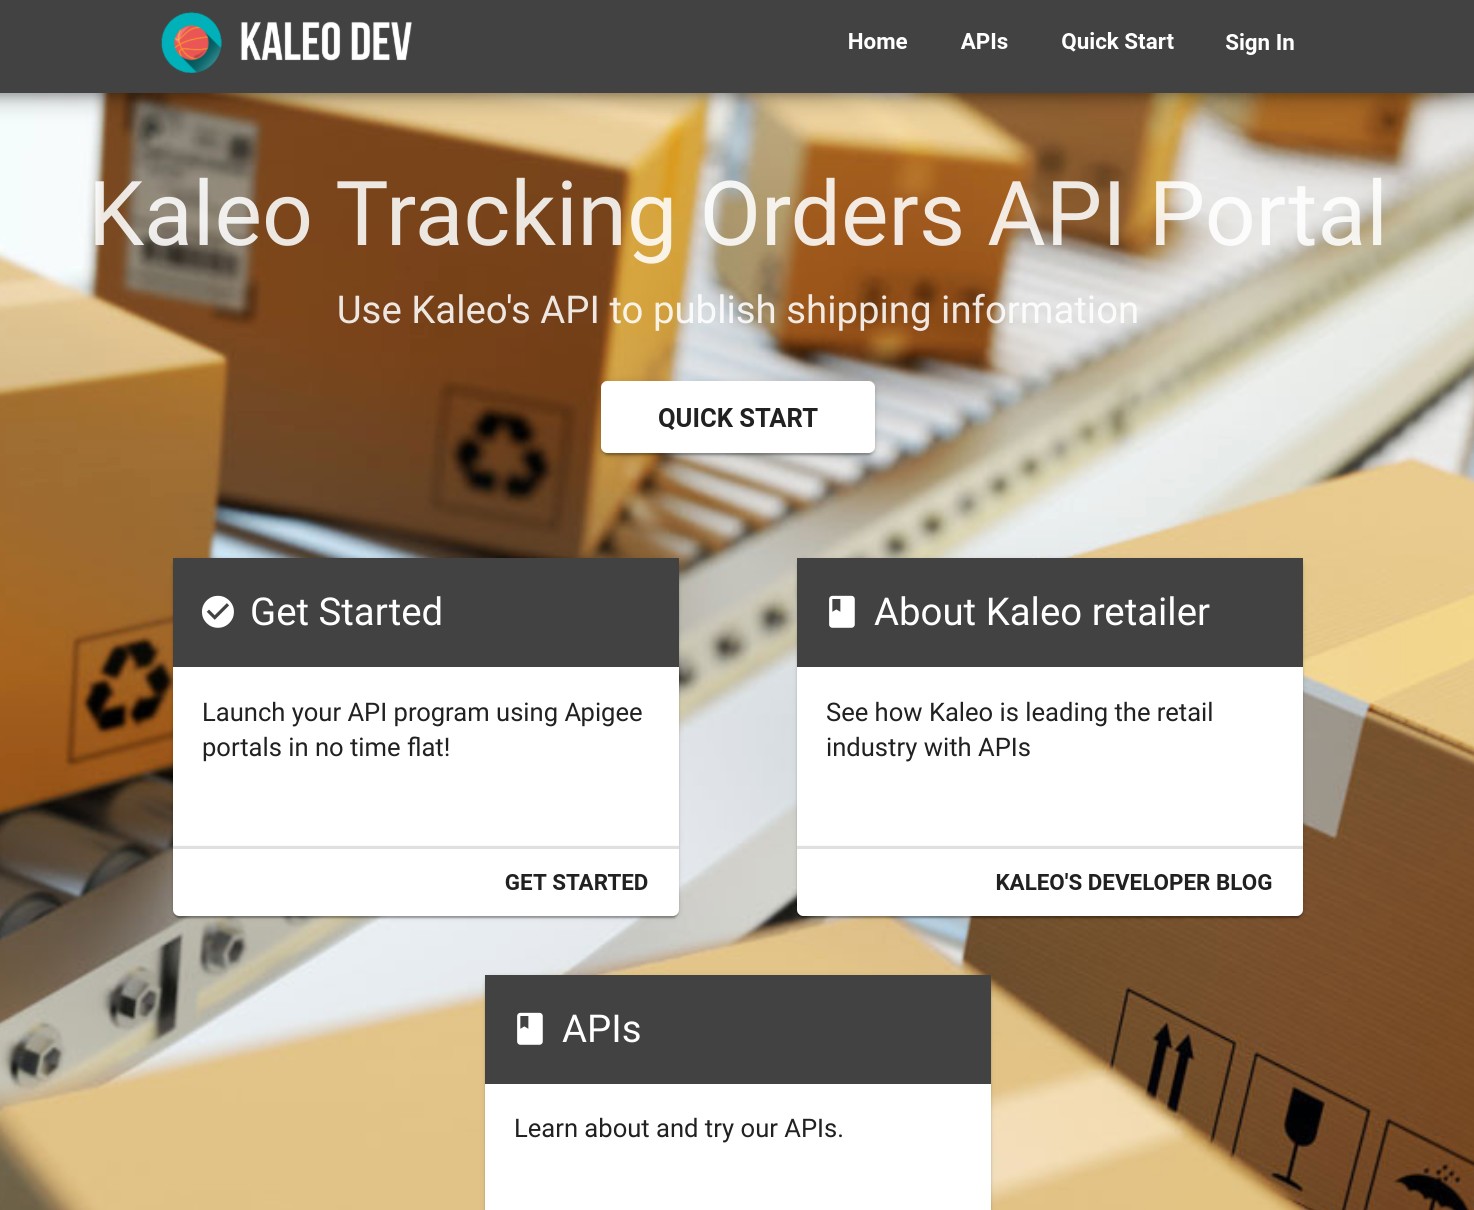 KALEO DEV
Home
APIs
Quick Start
Sign In
Kaleo Tracking Orders API Portal
Use Kaleo's API to publish shipping information
QUICK START
Get Started
Launch your API program using Apigee
portals in no time flat!
GET STARTED
About Kaleo retailer
See how Kaleo is leading the retail
industry with APIs
KALEO'S DEVELOPER BLOG
APIs
Learn about and try our APIs.